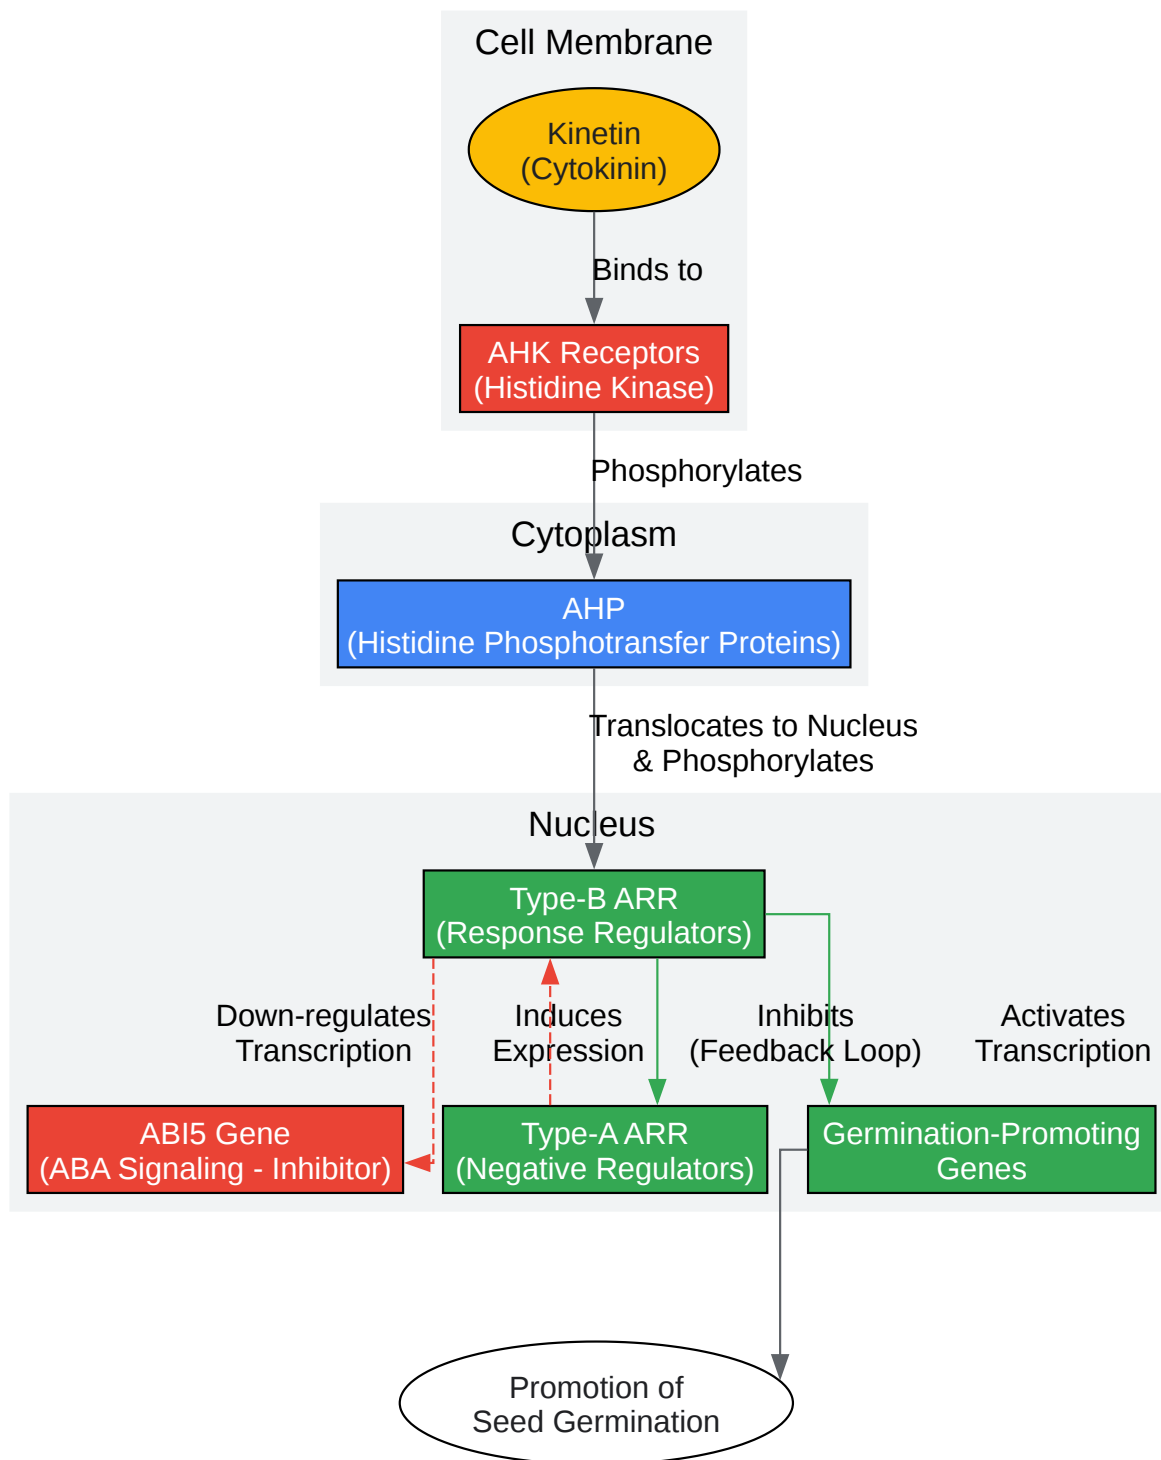 Cell Membrane
Kinetin
(Cytokinin)
Binds to
AHK Receptors
(Histidine Kinase)
Phosphorylates
Cytoplasm
AHP
(Histidine Phosphotransfer Proteins)
Translocates to Nucleus
& Phosphorylates
Nucleus
Type-B ARR
(Response Regulators)
Down-regulates
Transcription
Induces
Expression
Inhibits
(Feedback Loop)
Activates
Transcription
ABI5 Gene
(ABA Signaling - Inhibitor)
Type-A ARR
(Negative Regulators)
Germination-Promoting
Genes
Promotion of
Seed Germination